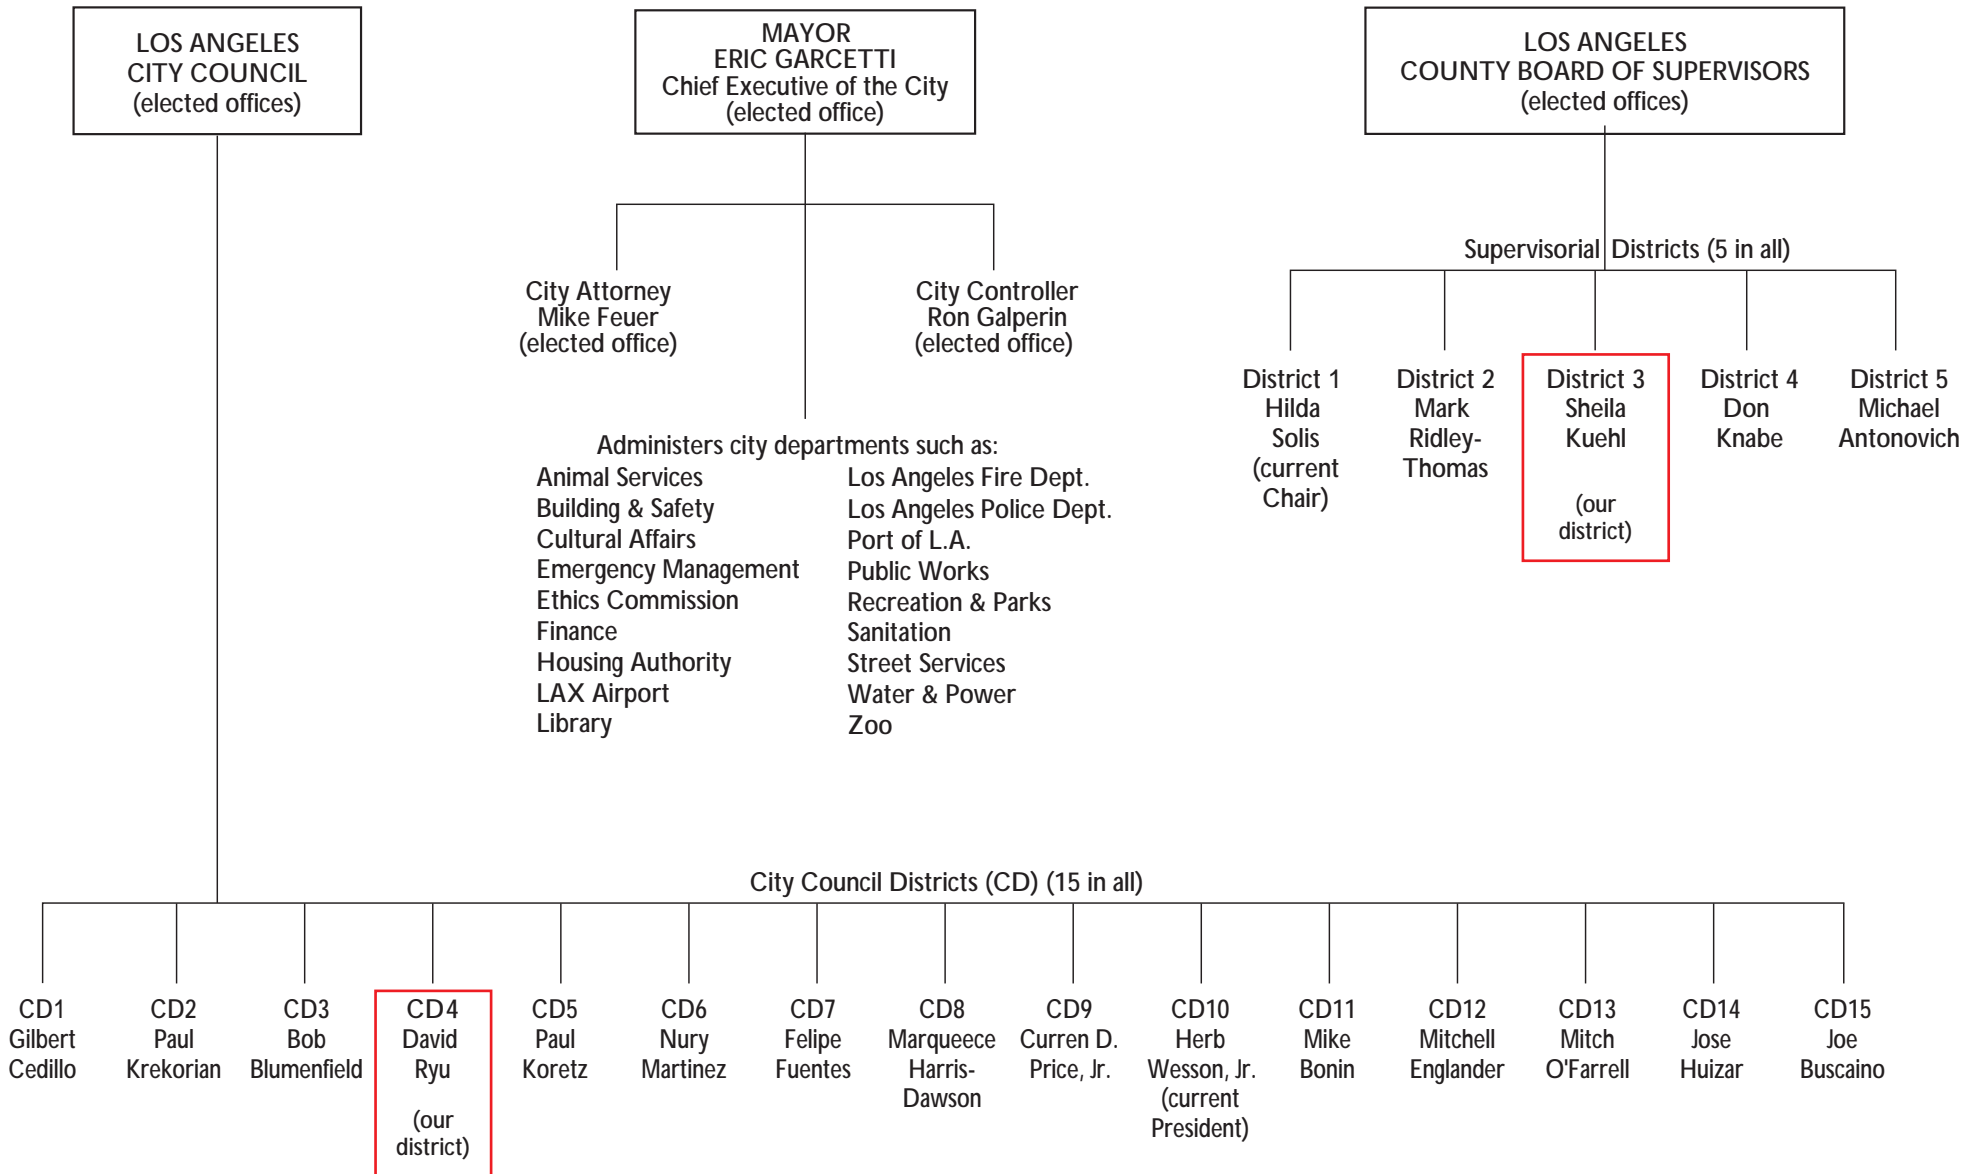 LOS ANGELES
CITY COUNCIL
(elected offices)
MAYOR
ERIC GARCETTI
Chief Executive of the City
(elected office)
LOS ANGELES
COUNTY BOARD OF SUPERVISORS
(elected offices)
City Attorney
Mike Feuer
(elected office)
City Controller
Ron Galperin
(elected office)
Supervisorial Districts (5 in all)
District 1
Hilda
Solis
(current
Chair)
District 2
Mark
Ridley-
Thomas
District 3
Sheila
Kuehl
(our
district)
District 4
Don
Knabe
District 5
Michael
Antonovich
Administers city departments such as:
Animal Services
Building & Safety
Cultural Affairs
Emergency Management
Ethics Commission
Finance
Housing Authority
LAX Airport
Library
Los Angeles Fire Dept.
Los Angeles Police Dept.
Port of L.A.
Public Works
Recreation & Parks
Sanitation
Street Services
Water & Power
Zoo
City Council Districts (CD) (15 in all)
CD1
Gilbert
Cedillo
CD2
Paul
Krekorian
CD3
Bob
Blumenfield
CD4
David
Ryu
(our
district)
CD5
Paul
Koretz
CD6
Nury
Martinez
CD7
Felipe
Fuentes
CD8
Marqueece
Harris-
Dawson
CD9
Curren D.
Price, Jr.
CD10
Herb
Wesson, Jr.
(current
President)
CD11
Mike
Bonin
CD12
Mitchell
Englander
CD13
Mitch
O'Farrell
CD14
Jose
Huizar
CD15
Joe
Buscaino